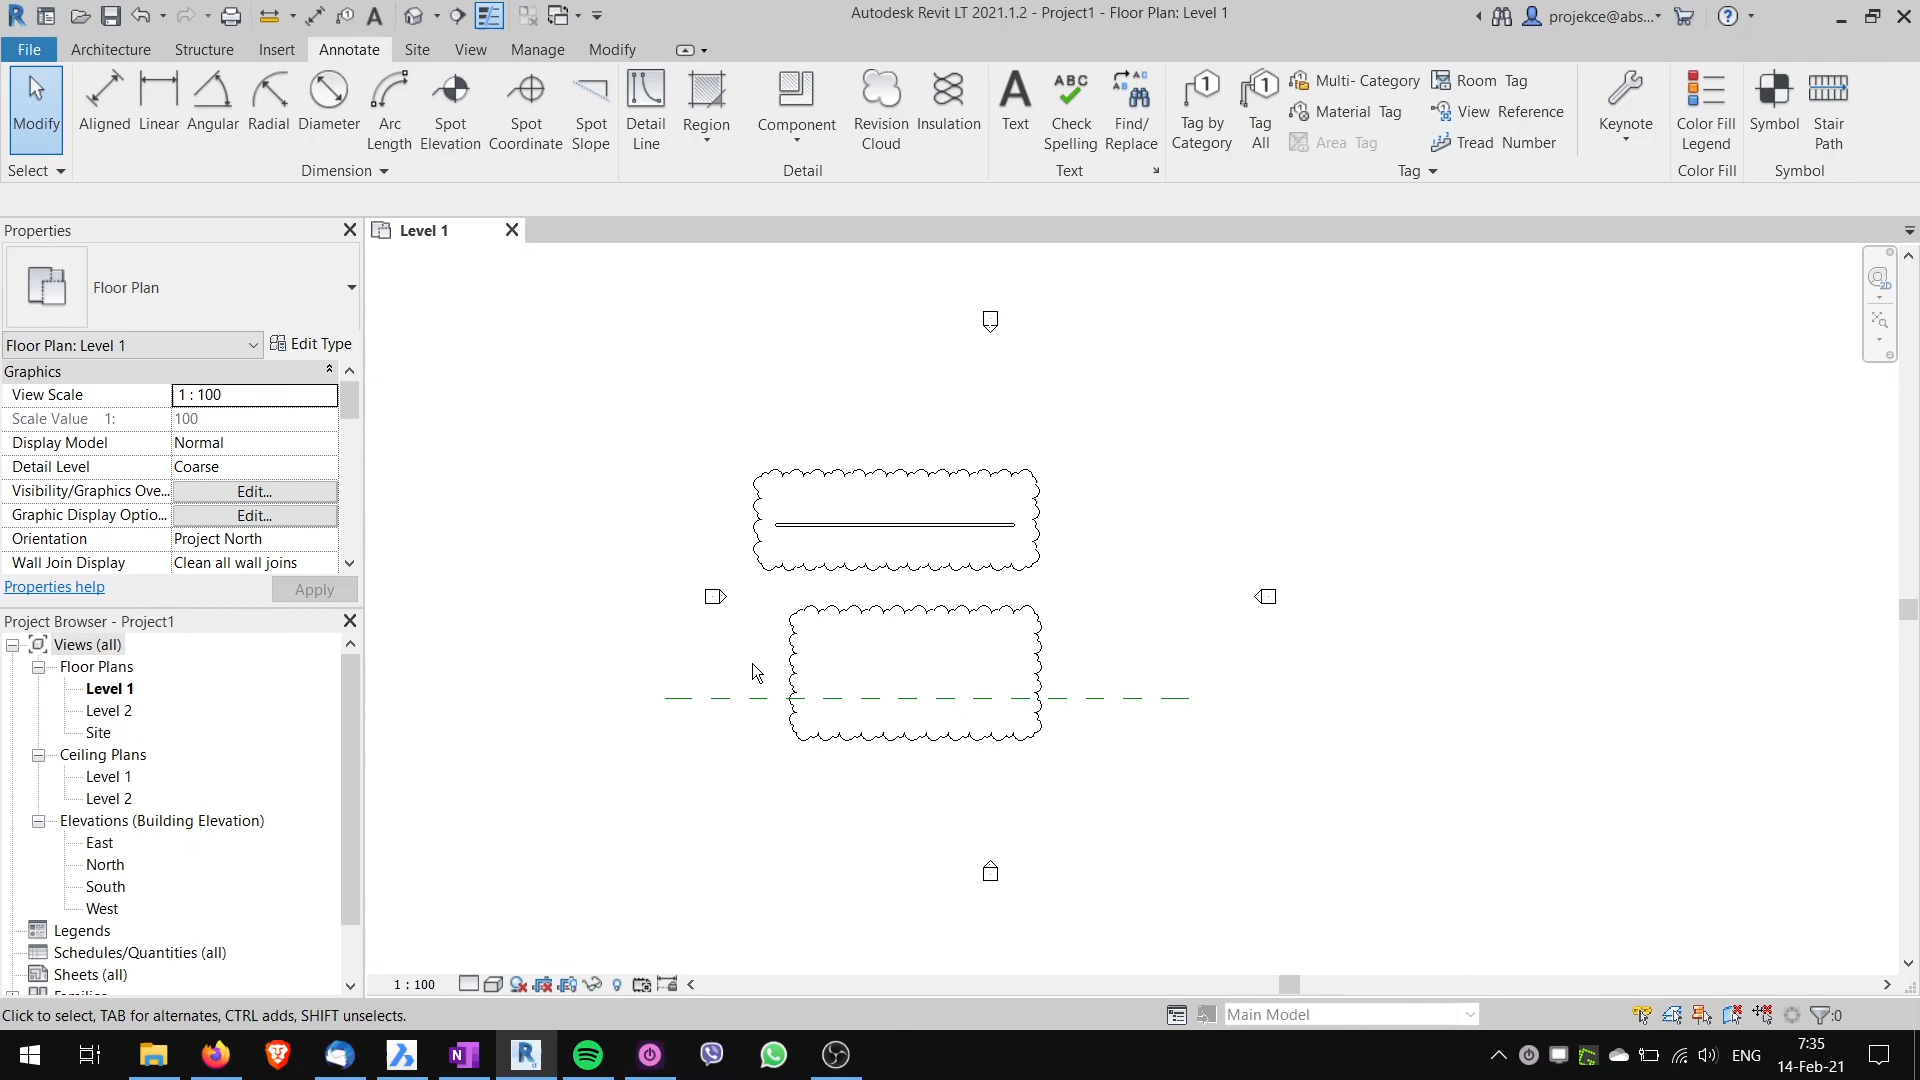 Autodesk Revit LT 2021.1.2 - Project1 - Floor Plan: Level 1
projekce@abs...
File Architecture Structure Insert Annotate Site View Manage Modify
Modify
Aligned
Linear
Angular
Radial
Diameter
Arc
Length
Spot
Elevation
Spot
Coordinate
Spot
Slope
Detail
Line
Region
Component
Revision
Cloud
Insulation
Text
ABC
Check
Spelling
Find/
Replace
Tag by
Category
Tag
All
Multi- Category
Material Tag
Area Tag
Room Tag
View Reference
Tread Number
Keynote
Color Fill
Legend
Symbol
Stair
Path
Select Dimension Detail Text Tag Color Fill Symbol
Properties
Level 1
Floor Plan
Floor Plan: Level 1 Edit Type
Graphics
View Scale 1 : 100
Scale Value 1: 100
Display Model Normal
Detail Level Coarse
Visibility/Graphics Ove... Edit...
Graphic Display Optio... Edit...
Orientation Project North
Wall Join Display Clean all wall joins
Properties help Apply
Project Browser - Project1
Views (all)
Floor Plans
Level 1
Level 2
Site
Ceiling Plans
Level 1
Level 2
Elevations (Building Elevation)
East
North
South
West
Legends
Schedules/Quantities (all)
Sheets (all)
2D
1 : 100
Click to select, TAB for alternates, CTRL adds, SHIFT unselects.
Main Model
:0
ENG
7:35
14-Feb-21